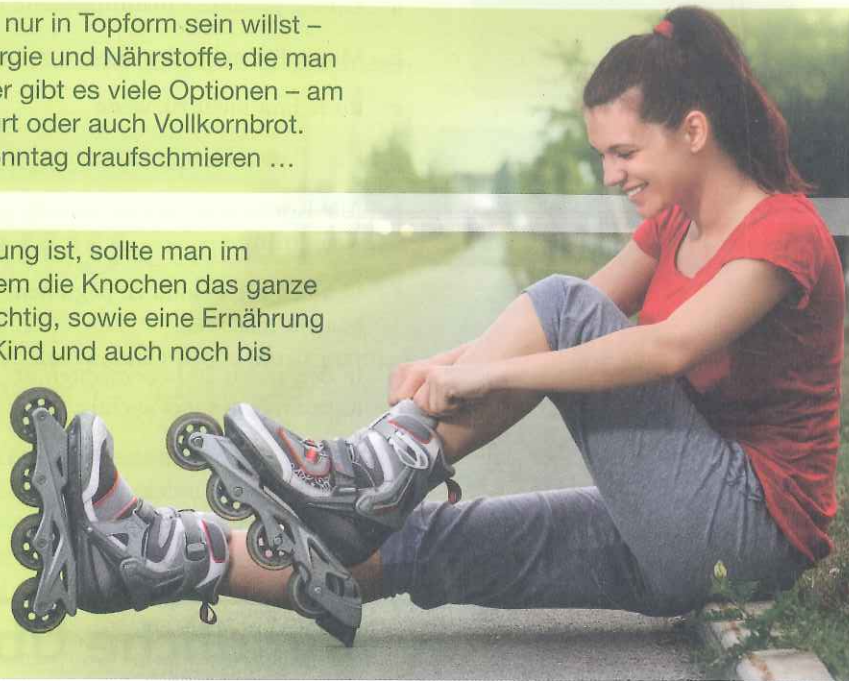 nur in Topform sein willst –
rgie und Nährstoffe, die man
er gibt es viele Optionen – am
rt oder auch Vollkornbrot.
nntag draufschmieren ...
ung ist, sollte man im
em die Knochen das ganze
chtig, sowie eine Ernährung
Kind und auch noch bis